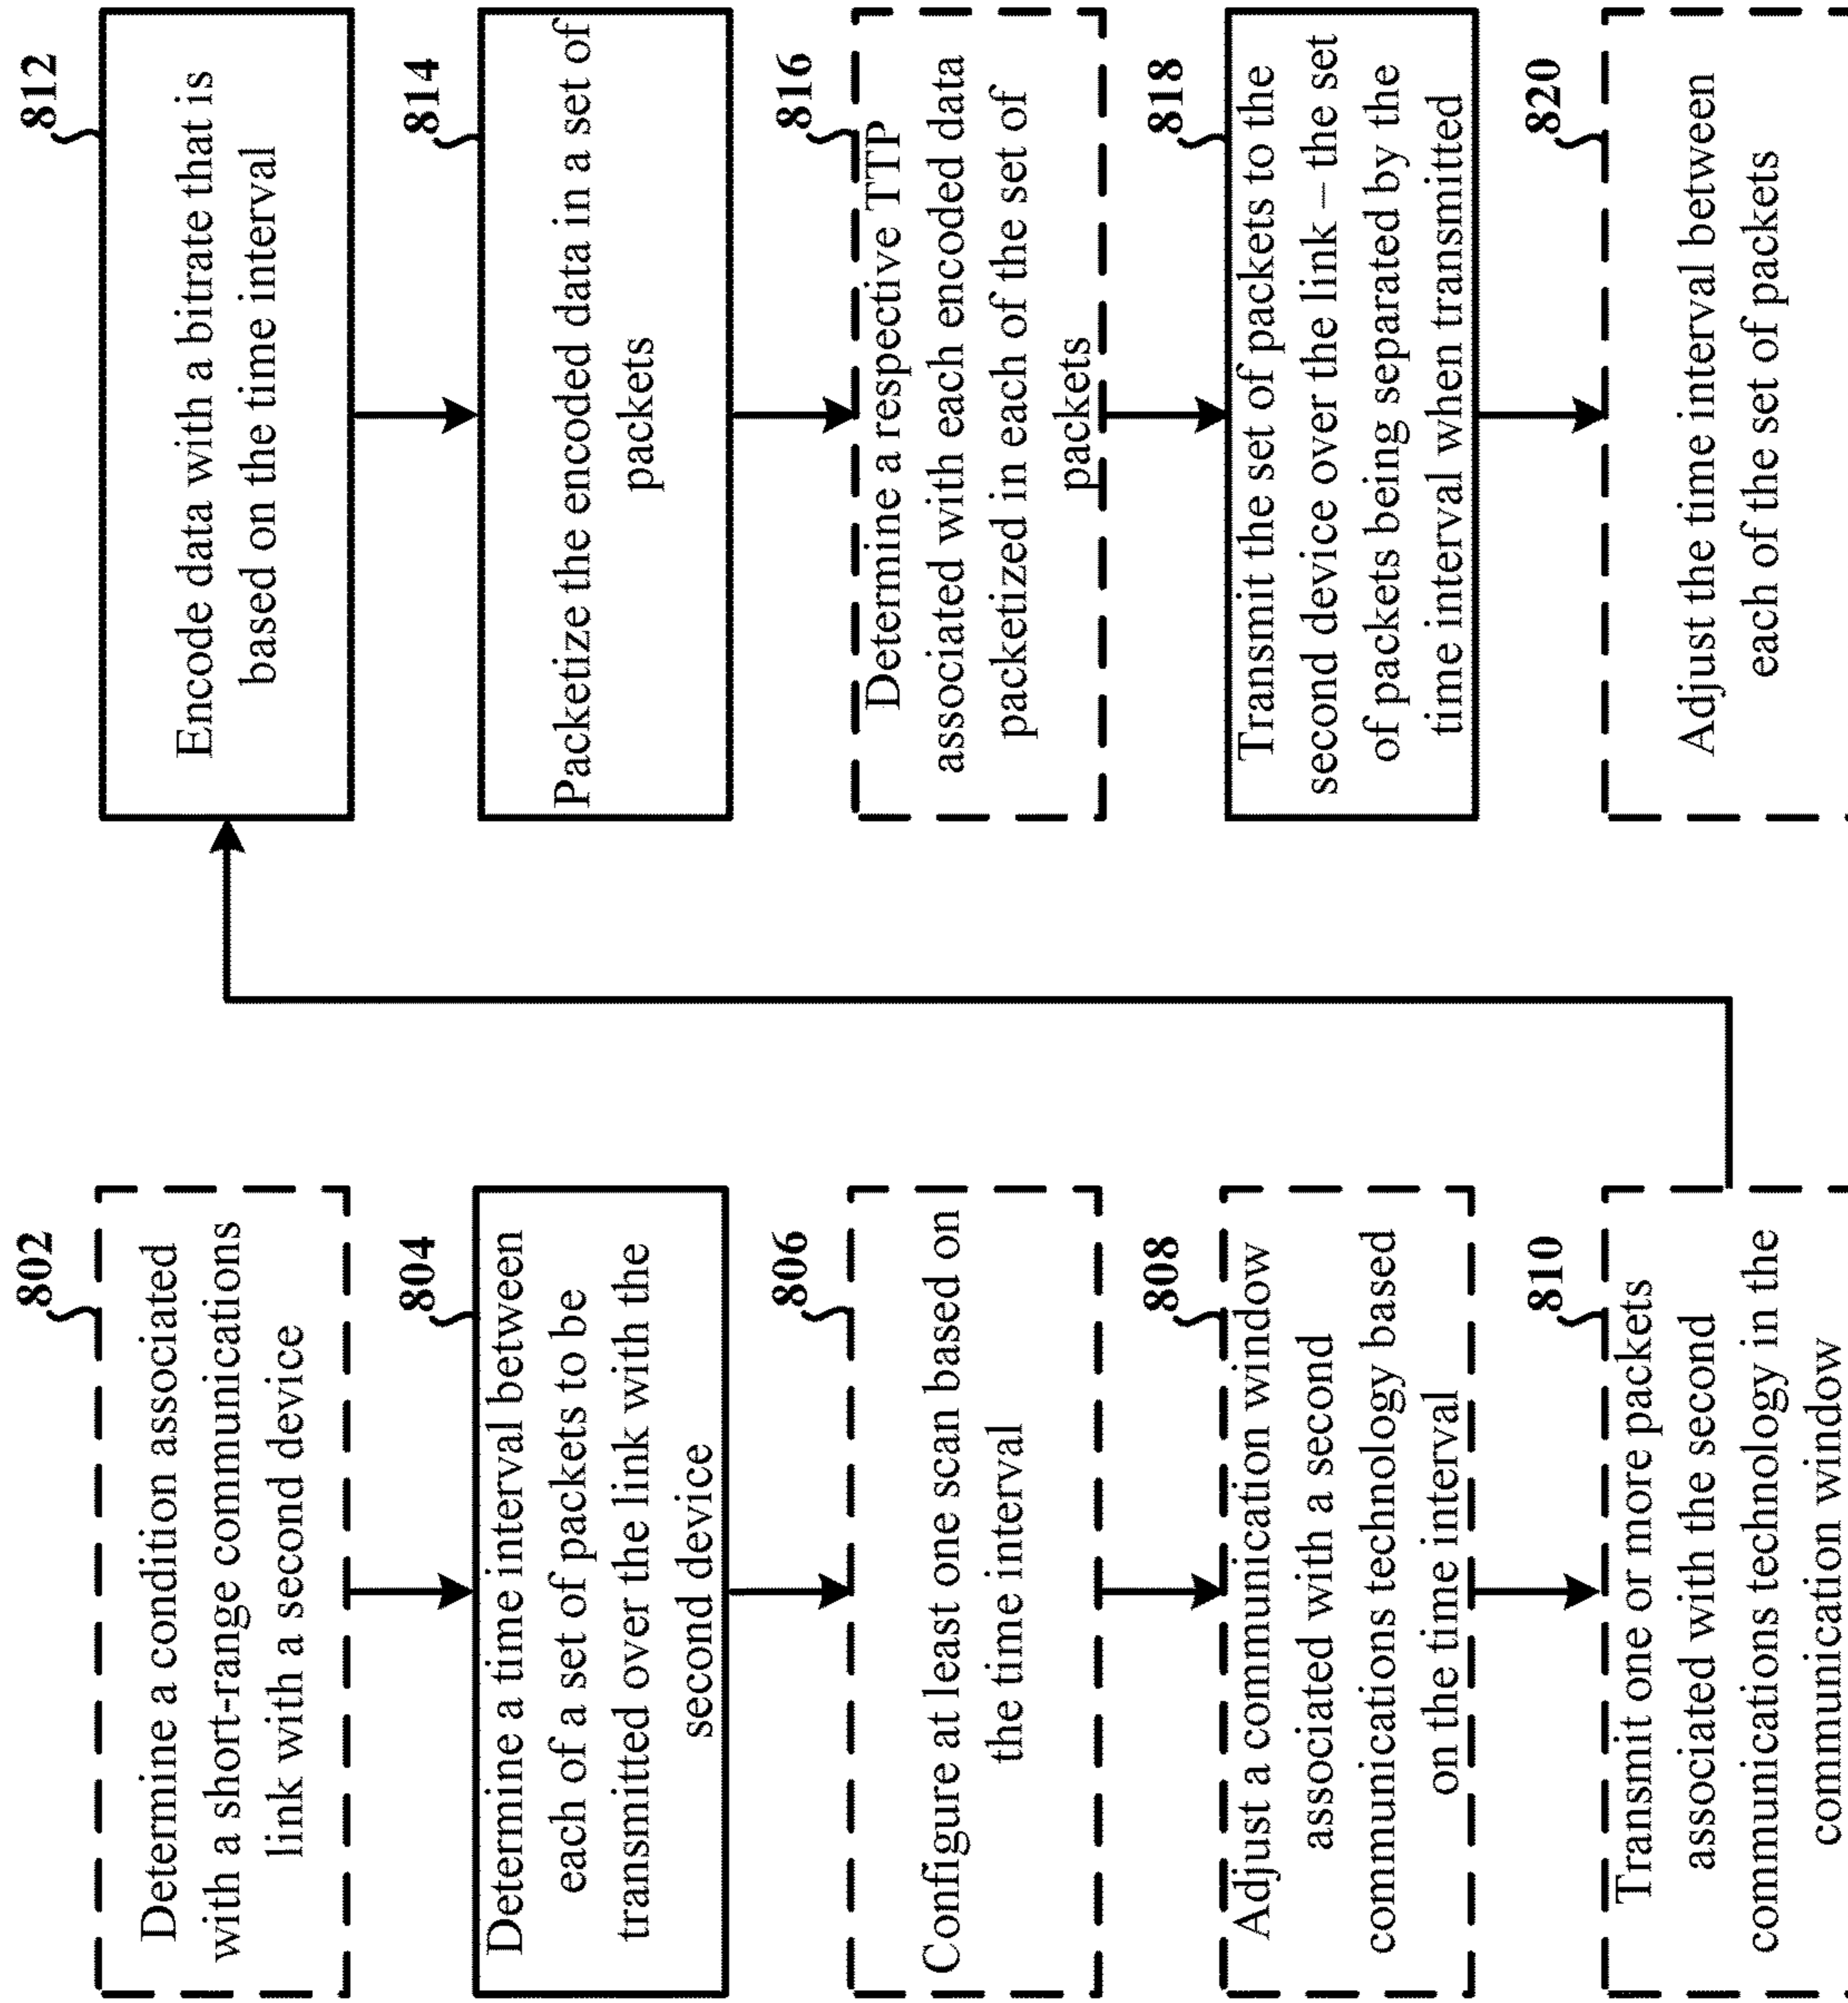 802
Determine a condition associated
with a short-range communications
link with a second device
804
Determine a time interval between
each of a set of packets to be
transmitted over the link with the
second device
806
Configure at least one scan based on
the time interval
808
Adjust a communication window
associated with a second
communications technology based
on the time interval
810
Transmit one or more packets
associated with the second
communications technology in the
communication window
812
Encode data with a bitrate that is
based on the time interval
814
Packetize the encoded data in a set of
packets
816
Determine a respective TTP
associated with each encoded data
packetized in each of the set of
packets
818
Transmit the set of packets to the
second device over the link – the set
of packets being separated by the
time interval when transmitted
820
Adjust the time interval between
each of the set of packets